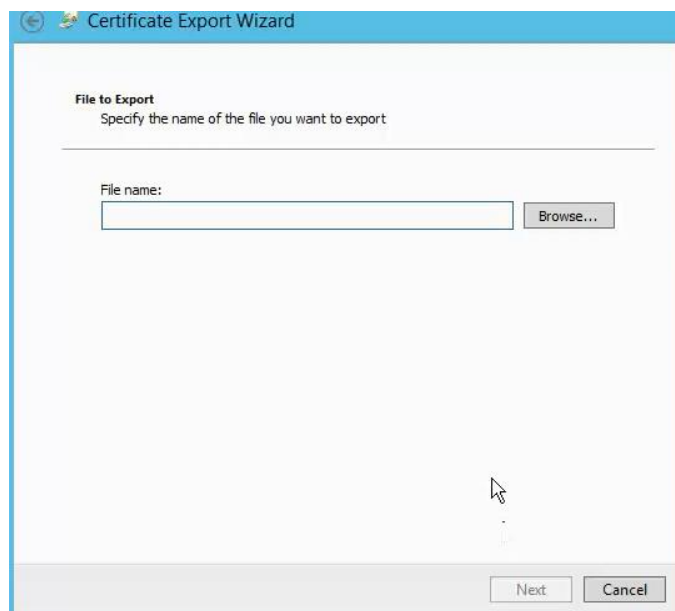 Certificate Export Wizard
File to Export
Specify the name of the file you want to export
File name:
Browse...
Next
Cancel